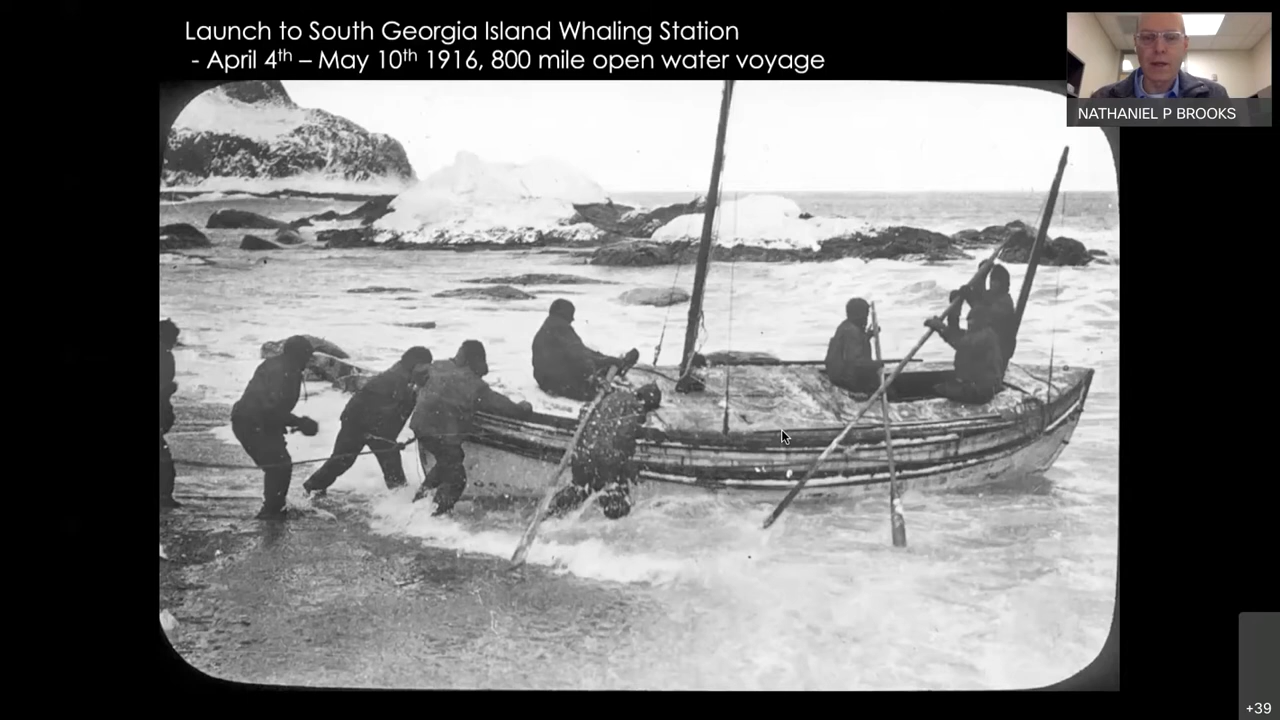 Launch to South Georgia Island Whaling Station
- April 4th – May 10th 1916, 800 mile open water voyage
NATHANIEL P BROOKS
+39